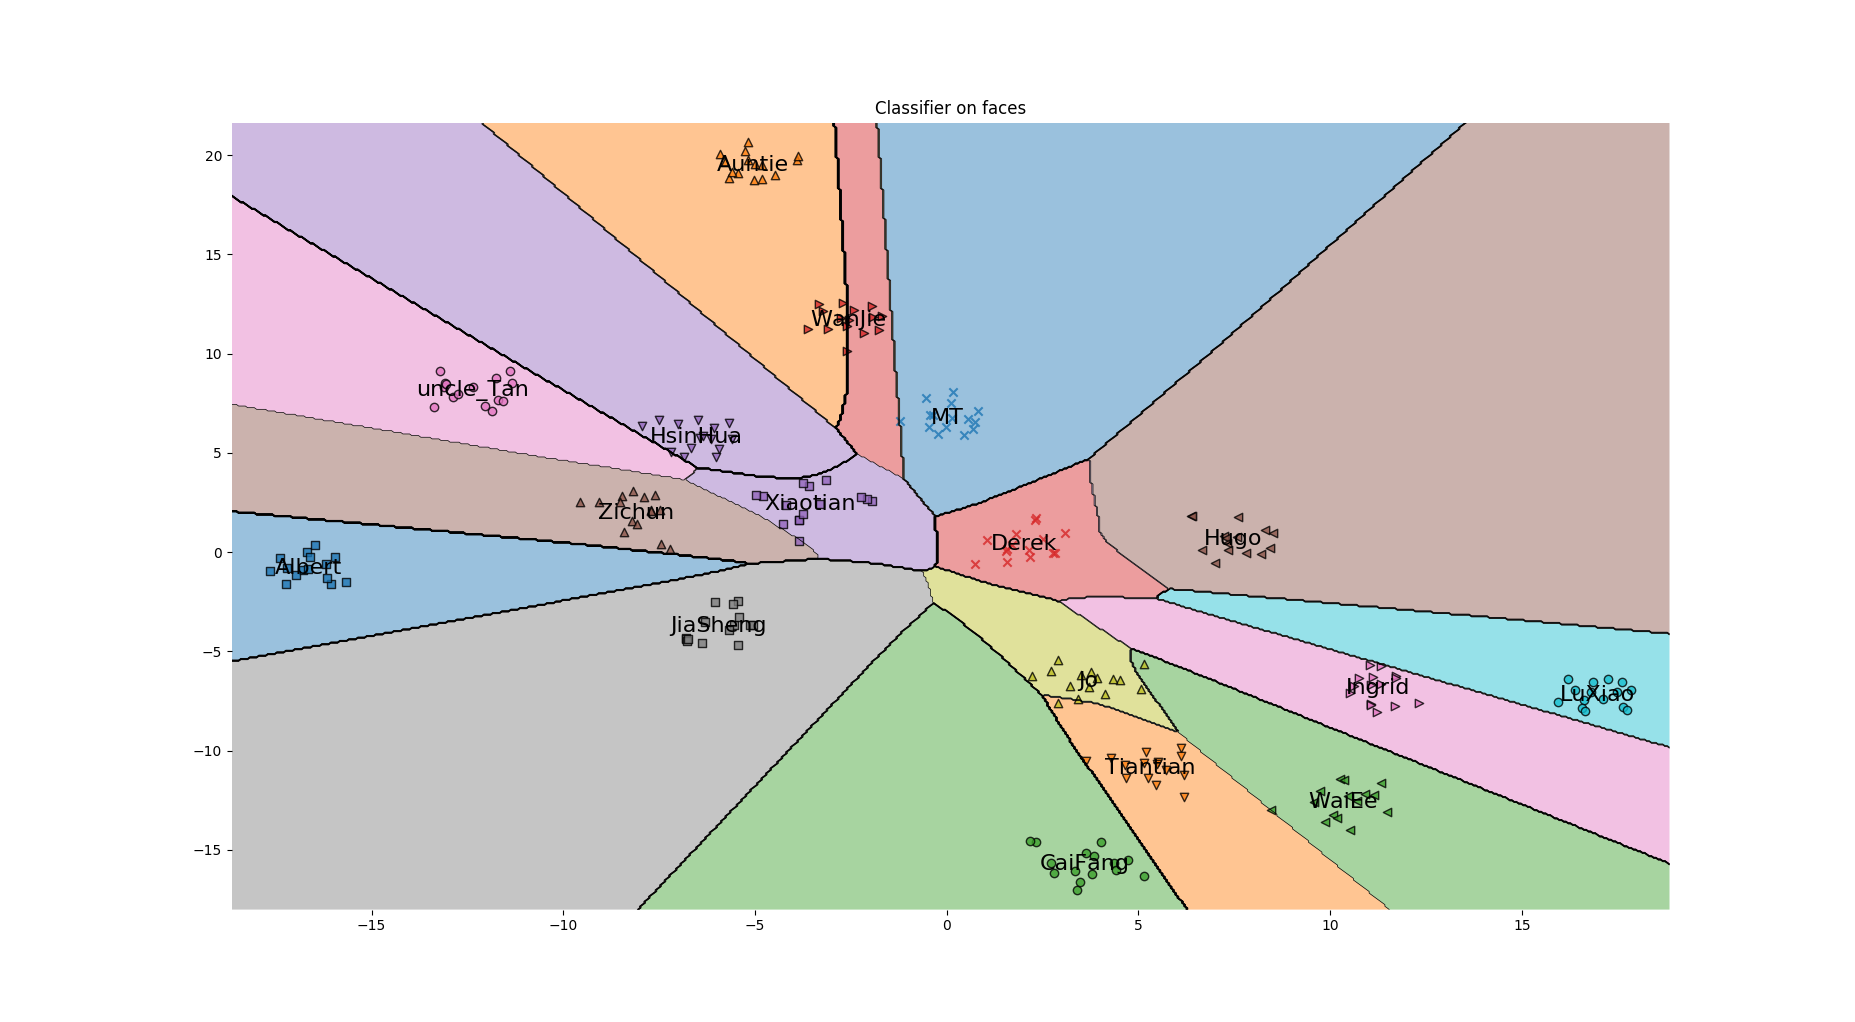 Classifier on faces
20
15
10
5
0
−5
−10
−15
Auntie
WanJie
uncle_Tan
MT
HsinHua
Xiaotian
Zichun
Derek
Hugo
Albert
JiaSheng
Jo
Ingrid
LuXiao
Tiantian
WaiEe
CaiFang
−15
−10
−5
0
5
10
15